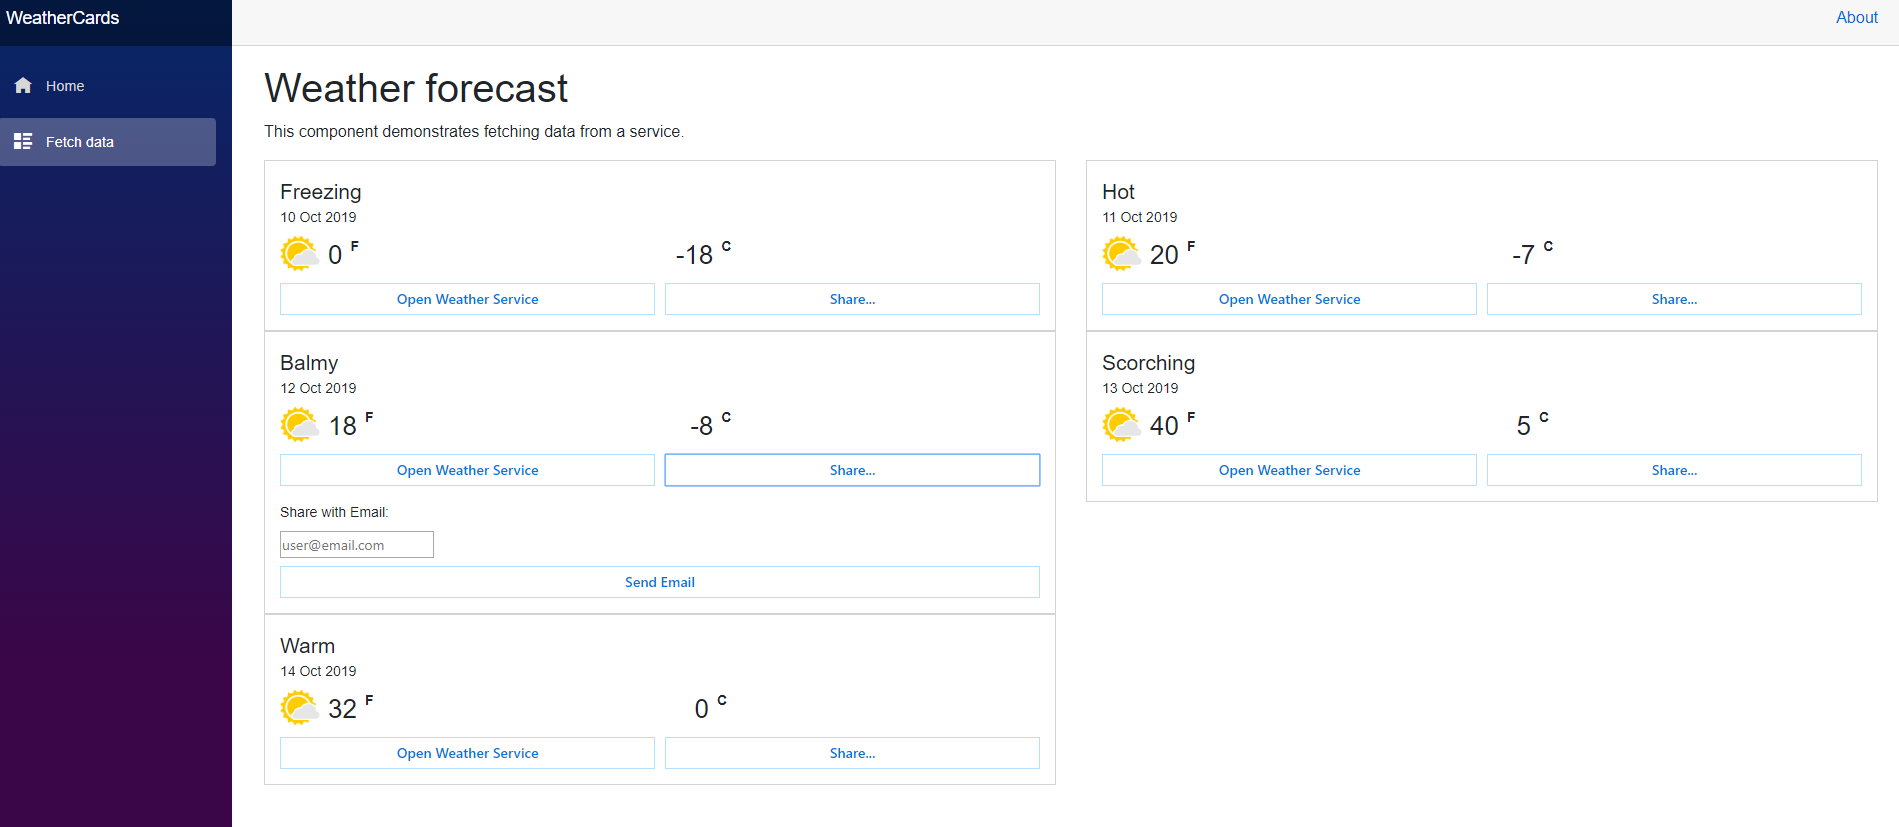 WeatherCards
About
Home
Fetch data
Weather forecast
This component demonstrates fetching data from a service.
Freezing
10 Oct 2019
0 F -18 C
Open Weather Service Share...
Hot
11 Oct 2019
20 F -7 C
Open Weather Service Share...
Balmy
12 Oct 2019
18 F -8 C
Open Weather Service Share...
Share with Email:
user@email.com
Send Email
Scorching
13 Oct 2019
40 F 5 C
Open Weather Service Share...
Warm
14 Oct 2019
32 F 0 C
Open Weather Service Share...